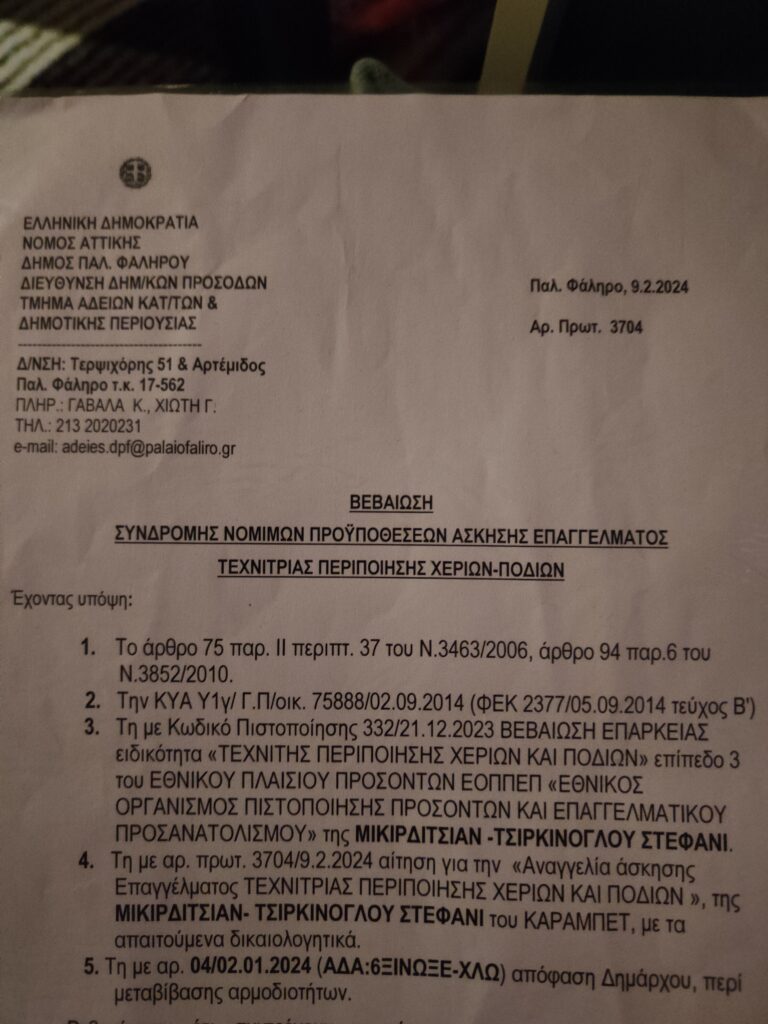 ΕΛΛΗΝΙΚΗ ΔΗΜΟΚΡΑΤΙΑ
ΝΟΜΟΣ ΑΤΤΙΚΗΣ
ΔΗΜΟΣ ΠΑΛ. ΦΑΛΗΡΟΥ
ΔΙΕΥΘΥΝΣΗ ΔΗΜ/ΚΩΝ ΠΡΟΣΟΔΩΝ
ΤΜΗΜΑ ΑΔΕΙΩΝ ΚΑΤ/ΤΩΝ &
ΔΗΜΟΤΙΚΗΣ ΠΕΡΙΟΥΣΙΑΣ
Παλ. Φάληρο, 9.2.2024
Αρ. Πρωτ. 3704
Δ/ΝΣΗ: Τερψιχόρης 51 & Αρτέμιδος
Παλ. Φάληρο τ.κ. 17-562
ΠΛΗΡ.: ΓΑΒΑΛΑ Κ., ΧΙΩΤΗ Γ.
ΤΗΛ.: 213 2020231
e-mail: adeies.dpf@palaiofaliro.gr
ΒΕΒΑΙΩΣΗ
ΣΥΝΔΡΟΜΗΣ ΝΟΜΙΜΩΝ ΠΡΟΫΠΟΘΕΣΕΩΝ ΑΣΚΗΣΗΣ ΕΠΑΓΓΕΛΜΑΤΟΣ
ΤΕΧΝΙΤΡΙΑΣ ΠΕΡΙΠΟΙΗΣΗΣ ΧΕΡΙΩΝ-ΠΟΔΙΩΝ
Έχοντας υπόψη:
1. Το άρθρο 75 παρ. ΙΙ περιπτ. 37 του Ν.3463/2006, άρθρο 94 παρ.6 του
Ν.3852/2010.
2. Την ΚΥΑ Υ1γ/ Γ.Π/οικ. 75888/02.09.2014 (ΦΕΚ 2377/05.09.2014 τεύχος Β')
3. Τη με Κωδικό Πιστοποίησης 332/21.12.2023 ΒΕΒΑΙΩΣΗ ΕΠΑΡΚΕΙΑΣ
ειδικότητα «ΤΕΧΝΙΤΗΣ ΠΕΡΙΠΟΙΗΣΗΣ ΧΕΡΙΩΝ ΚΑΙ ΠΟΔΙΩΝ» επίπεδο 3
του ΕΘΝΙΚΟΥ ΠΛΑΙΣΙΟΥ ΠΡΟΣΟΝΤΩΝ ΕΟΠΠΕΠ «ΕΘΝΙΚΟΣ
ΟΡΓΑΝΙΣΜΟΣ ΠΙΣΤΟΠΟΙΗΣΗΣ ΠΡΟΣΟΝΤΩΝ ΚΑΙ ΕΠΑΓΓΕΛΜΑΤΙΚΟΥ
ΠΡΟΣΑΝΑΤΟΛΙΣΜΟΥ» της ΜΙΚΙΡΔΙΤΣΙΑΝ -ΤΣΙΡΚΙΝΟΓΛΟΥ ΣΤΕΦΑΝΙ.
4. Τη με αρ. πρωτ. 3704/9.2.2024 αίτηση για την «Αναγγελία άσκησης
Επαγγέλματος ΤΕΧΝΙΤΡΙΑΣ ΠΕΡΙΠΟΙΗΣΗΣ ΧΕΡΙΩΝ ΚΑΙ ΠΟΔΙΩΝ », της
ΜΙΚΙΡΔΙΤΣΙΑΝ- ΤΣΙΡΚΙΝΟΓΛΟΥ ΣΤΕΦΑΝΙ του ΚΑΡΑΜΠΕΤ, με τα
απαιτούμενα δικαιολογητικά.
5. Τη με αρ. 04/02.01.2024 (ΑΔΑ:6ΞΙΝΩΞΕ-ΧΛΩ) απόφαση Δημάρχου, περί
μεταβίβασης αρμοδιοτήτων.